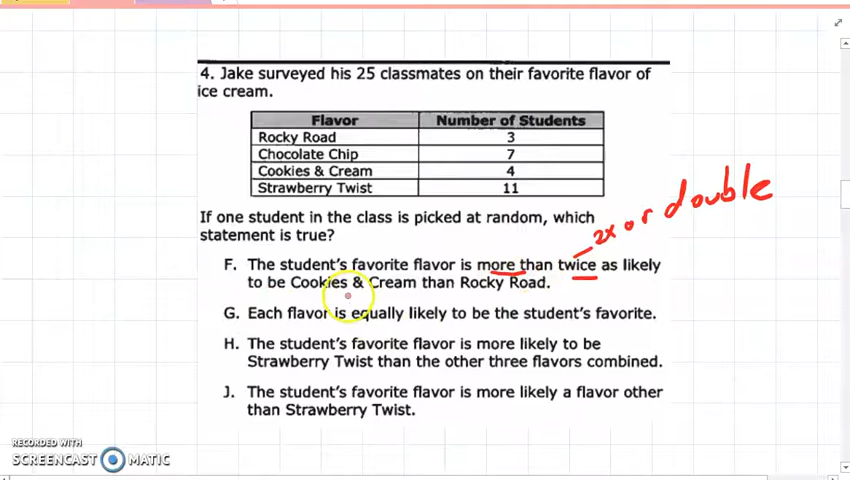 4. Jake surveyed his 25 classmates on their favorite flavor of
ice cream.
Flavor Number of Students
Rocky Road 3
Chocolate Chip 7
Cookies & Cream 4
Strawberry Twist 11
If one student in the class is picked at random, which
statement is true?
2x or double
F. The student's favorite flavor is more than twice as likely
to be Cookies & Cream than Rocky Road.
G. Each flavor is equally likely to be the student's favorite.
H. The student's favorite flavor is more likely to be
Strawberry Twist than the other three flavors combined.
J. The student's favorite flavor is more likely a flavor other
than Strawberry Twist.
RECORDED WITH
SCREENCAST MATIC